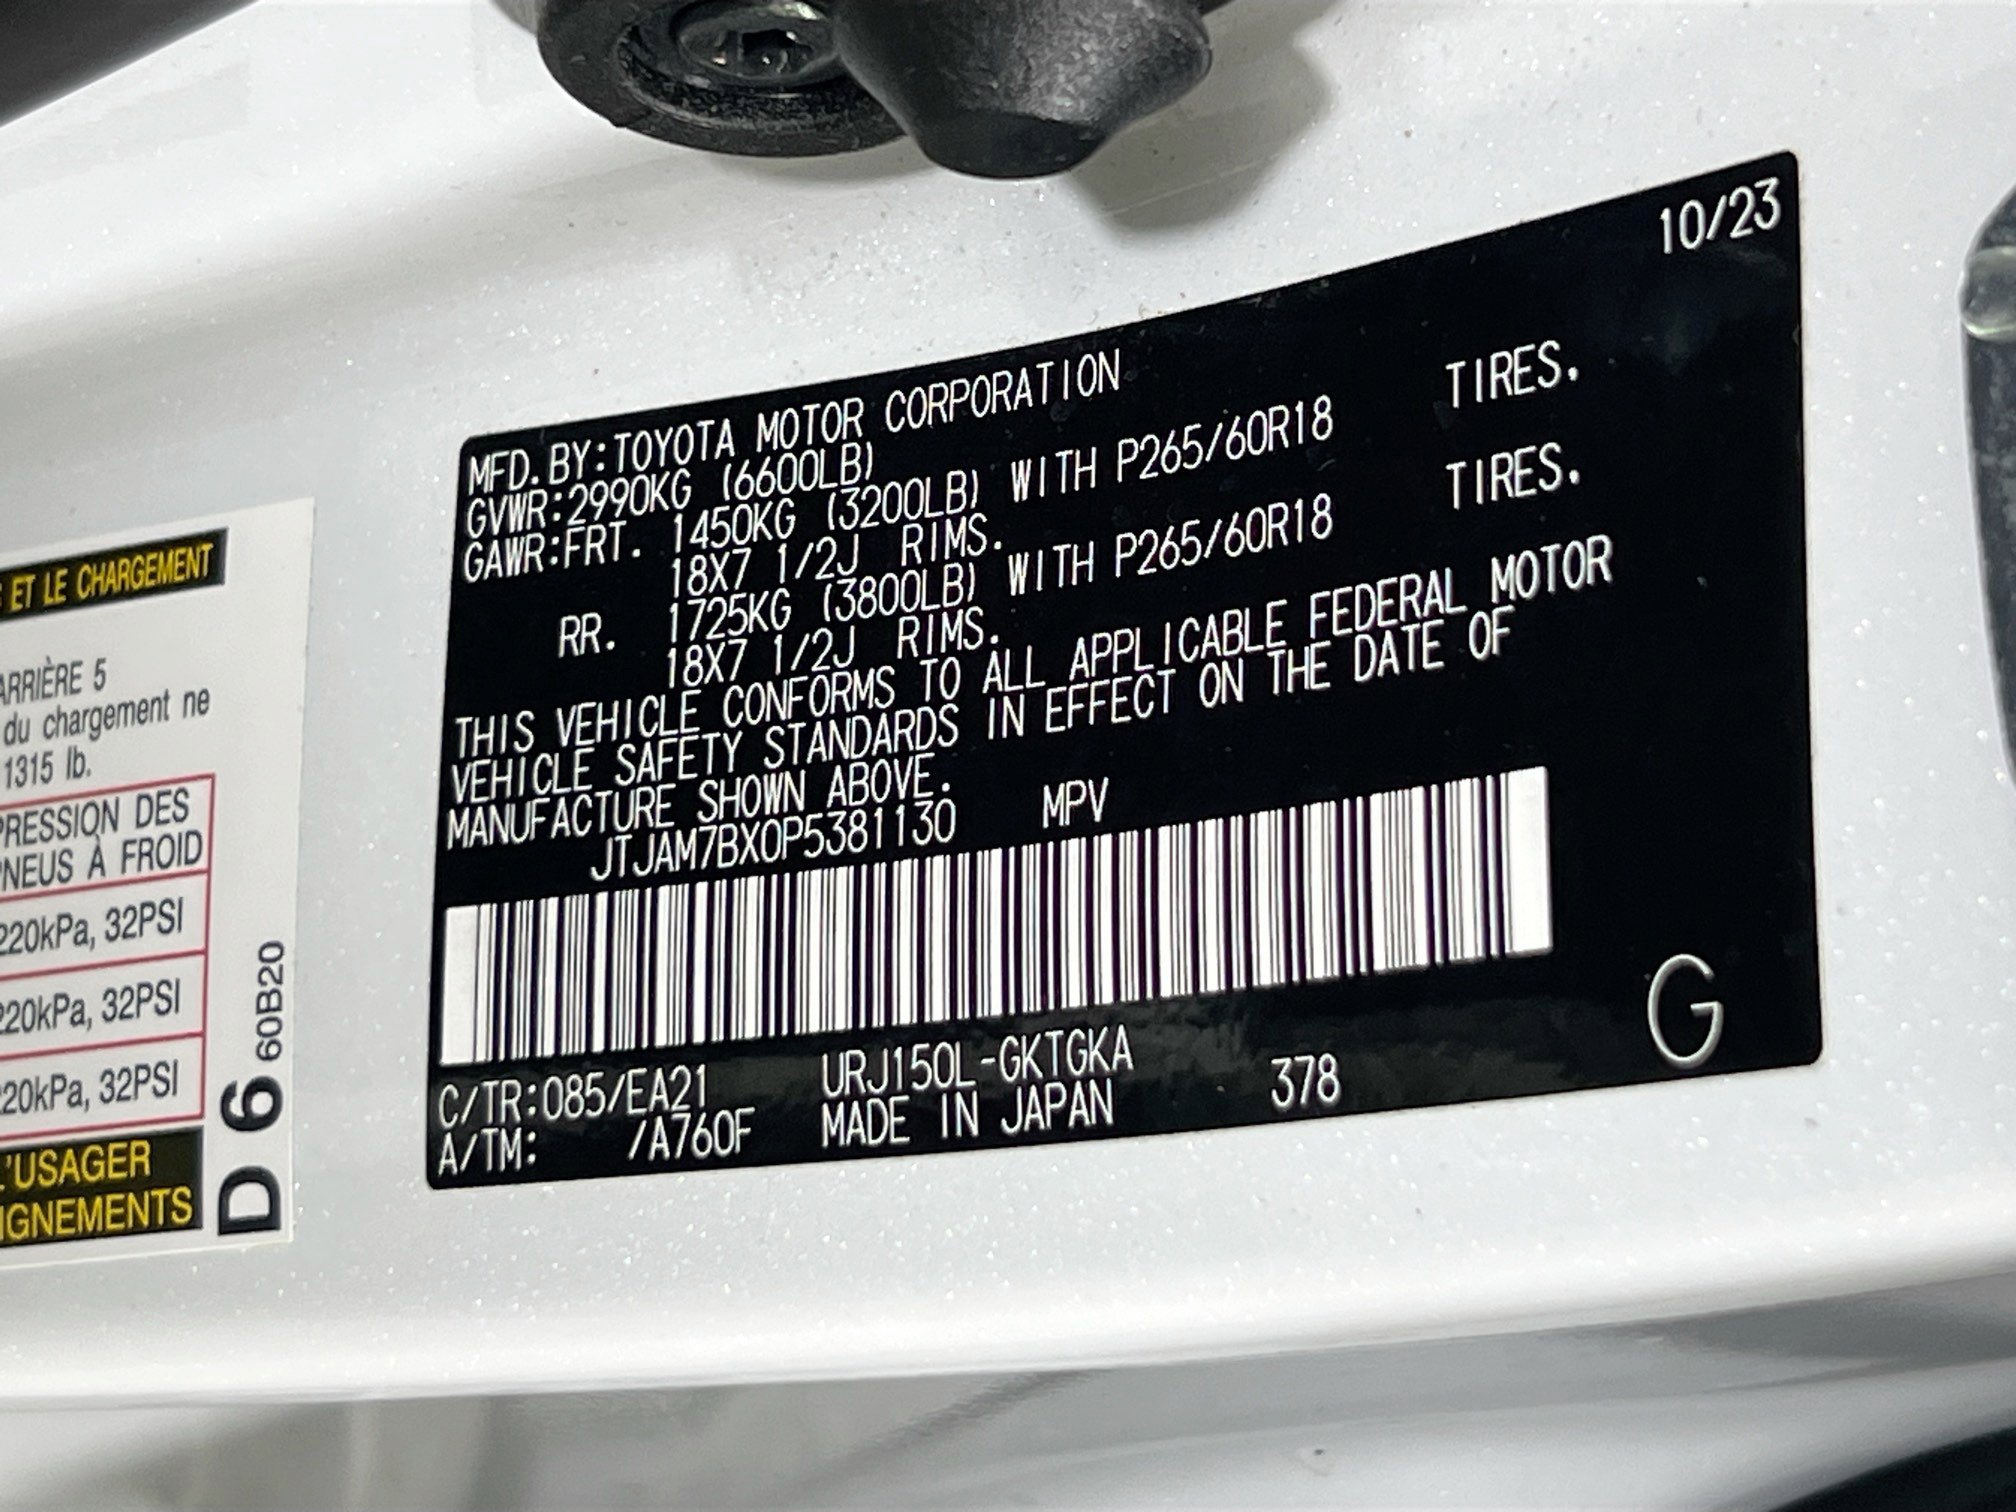 10/23
MFD. BY:TOYOTA MOTOR CORPORATION
GVWR:2990KG (6600LB)
GAWR:FRT. 1450KG (3200LB) WITH P265/60R18 TIRES.
18X7 1/2J RIMS.
RR. 1725KG (3800LB) WITH P265/60R18 TIRES.
18X7 1/2J RIMS.
THIS VEHICLE CONFORMS TO ALL APPLICABLE FEDERAL MOTOR
VEHICLE SAFETY STANDARDS IN EFFECT ON THE DATE OF
MANUFACTURE SHOWN ABOVE.
JTJAM7BX0P5381130 MPV
C/TR:085/EA21 URJ150L-GKTGKA
A/TM: /A760F MADE IN JAPAN 378
G
ET LE CHARGEMENT
ARRIÈRE 5
du chargement ne
1315 lb.
PRESSION DES
PNEUS À FROID
220kPa, 32PSI
220kPa, 32PSI
220kPa, 32PSI
L'USAGER
IGNEMENTS
D 6 60B20